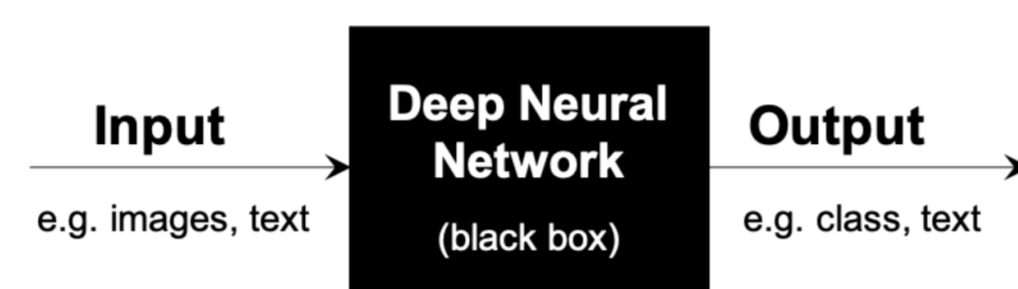 Input
e.g. images, text
Deep Neural
Network
(black box)
Output
e.g. class, text